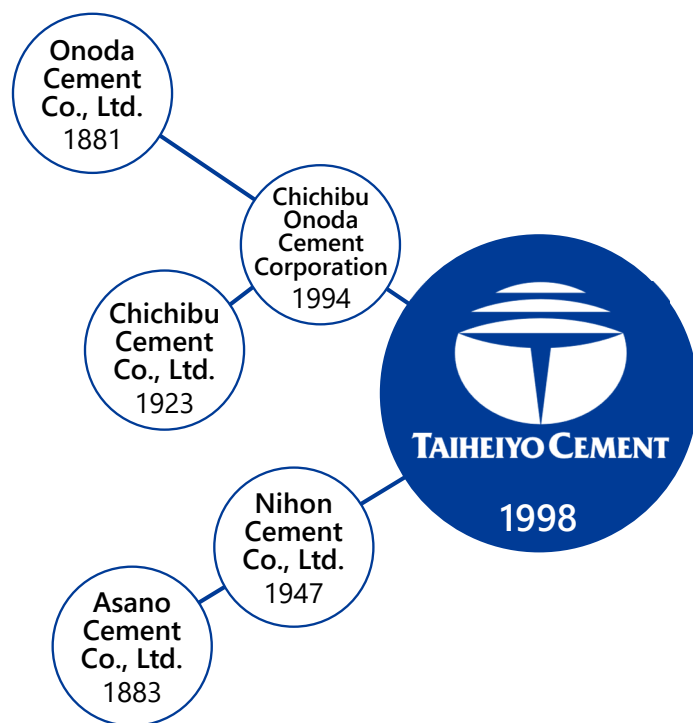 Onoda
Cement
Co., Ltd.
1881
Chichibu
Onoda
Cement
Corporation
1994
Chichibu
Cement
Co., Ltd.
1923
TAIHEIYO CEMENT
1998
Nihon
Cement
Co., Ltd.
1947
Asano
Cement
Co., Ltd.
1883